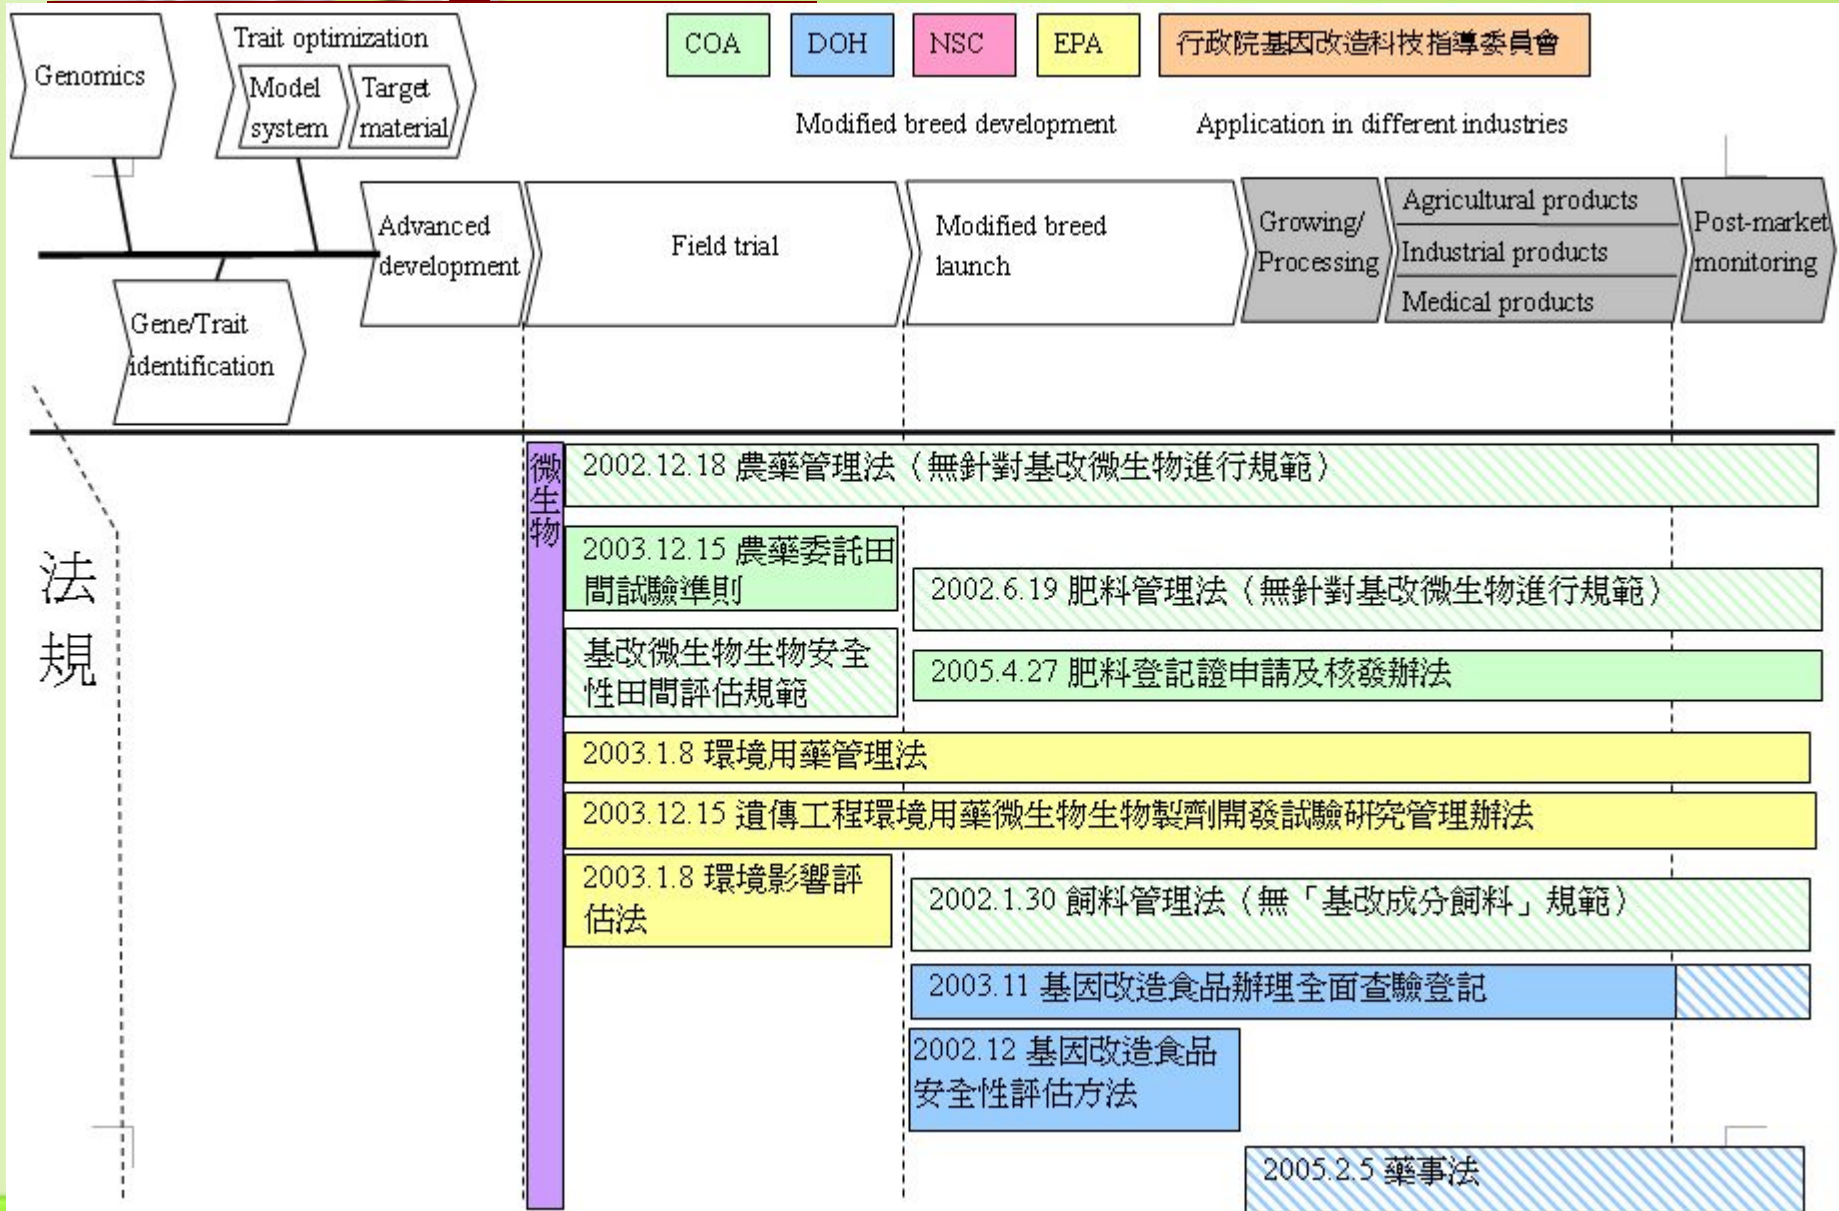 COA
DOH
NSC
EPA
行政院基因改造科技指導委員會
Genomics
Trait optimization
Model
system
Target
material
Modified breed development
Application in different industries
Gene/Trait
identification
Advanced
development
Field trial
Modified breed
launch
Growing/
Processing
Agricultural products
Industrial products
Medical products
Post-market
monitoring
法
規
微
生
物
2002.12.18 農藥管理法（無針對基改微生物進行規範）
2003.12.15 農藥委託田
間試驗準則
2002.6.19 肥料管理法（無針對基改微生物進行規範）
基改微生物生物安全
性田間評估規範
2005.4.27 肥料登記證申請及核發辦法
2003.1.8 環境用藥管理法
2003.12.15 遺傳工程環境用藥微生物生物製劑開發試驗研究管理辦法
2003.1.8 環境影響評
估法
2002.1.30 飼料管理法（無「基改成分飼料」規範）
2003.11 基因改造食品辦理全面查驗登記
2002.12 基因改造食品
安全性評估方法
2005.2.5 藥事法